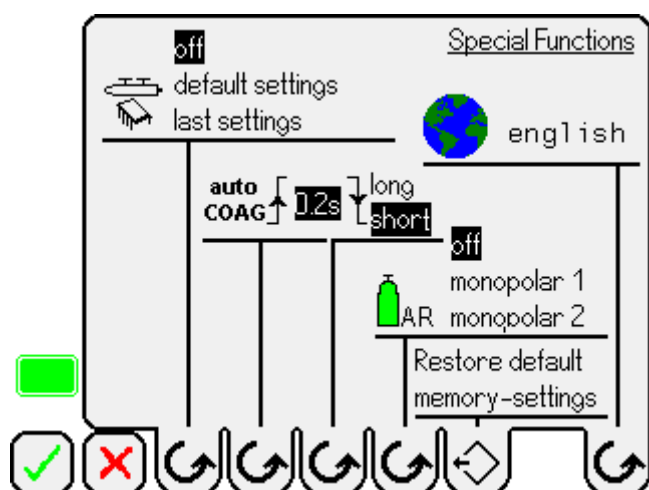 Special Functions
off
default settings
last settings
english
auto
COAG
0.2s
long
short
off
monopolar 1
AR monopolar 2
Restore default
memory-settings